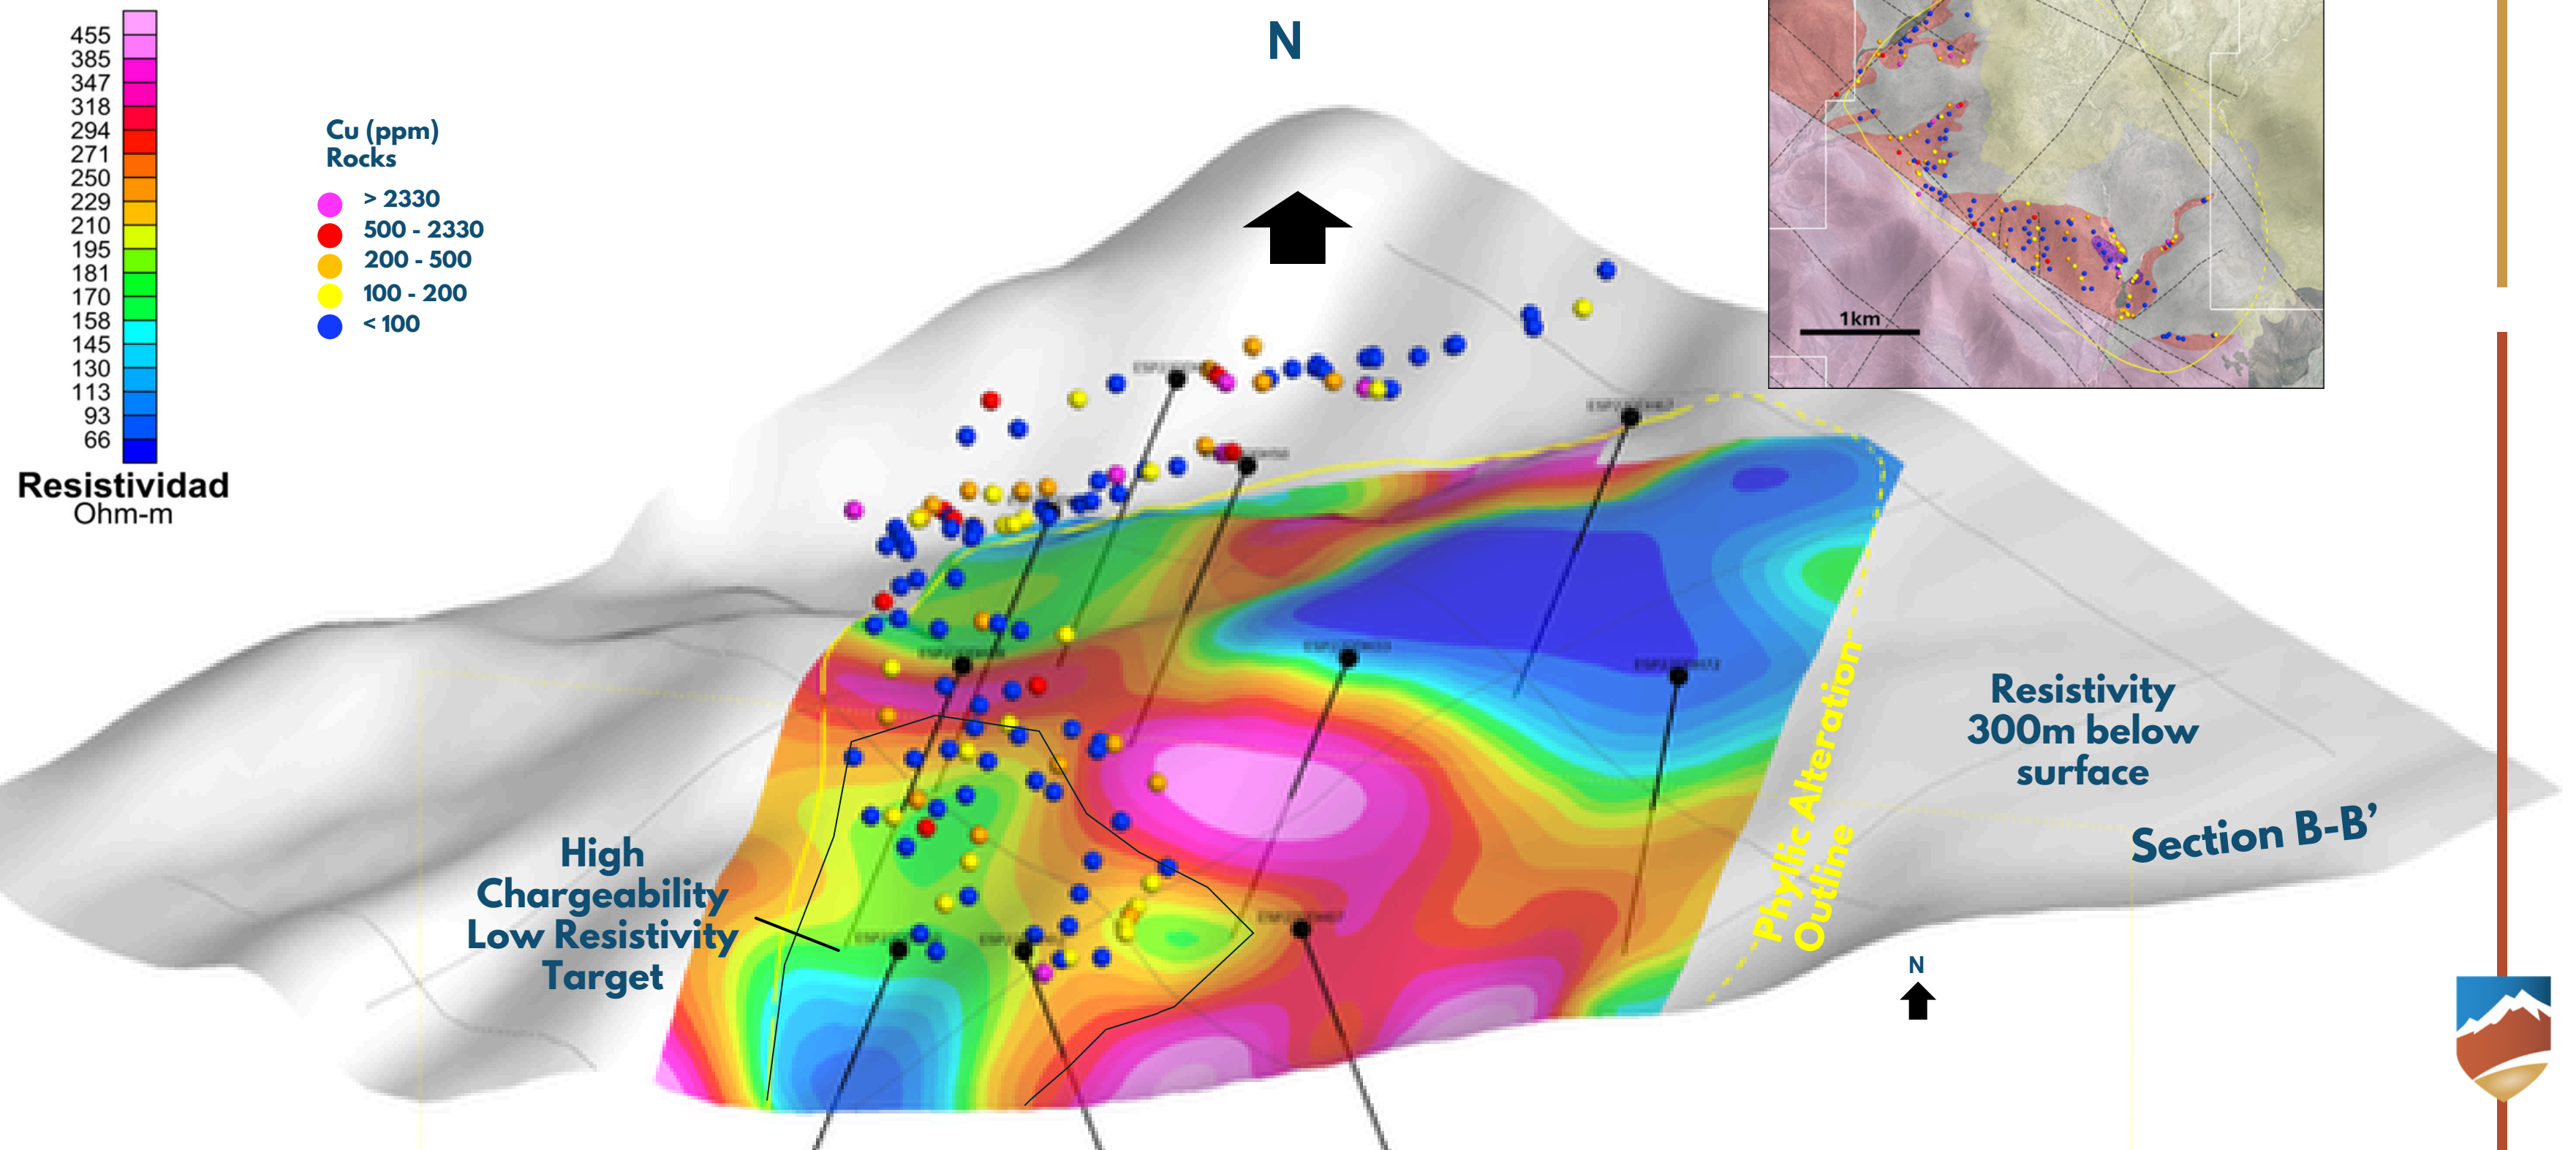 455
385
347
318
294
271
250
229
210
195
181
170
158
145
130
113
93
66
Resistividad
Ohm-m
Cu (ppm)
Rocks
> 2330
500 - 2330
200 - 500
100 - 200
< 100
N
1km
High
Chargeability
Low Resistivity
Target
Phyllic Alteration
Outline
Resistivity
300m below
surface
Section B-B’
N